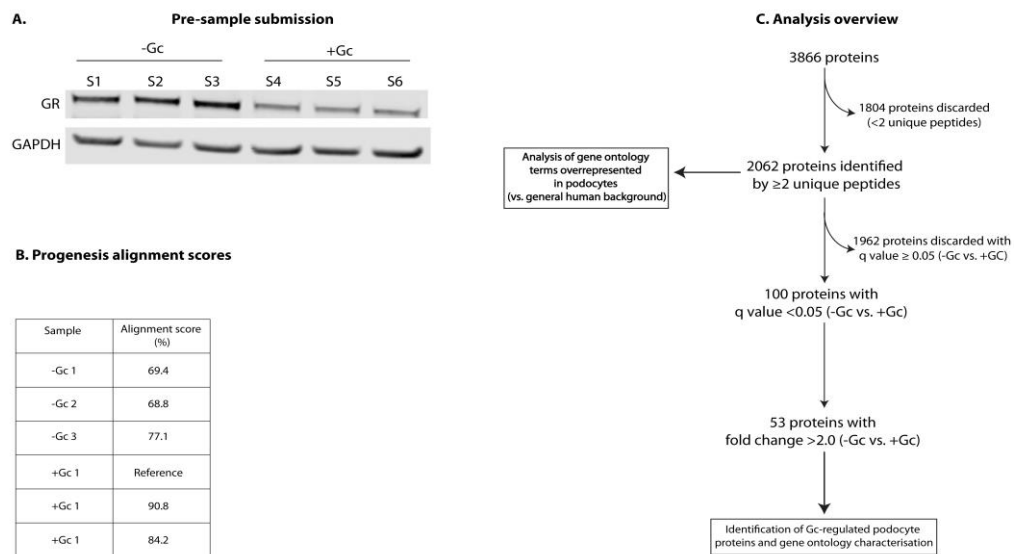 A.
Pre-sample submission
-Gc
+Gc
S1 S2 S3 S4 S5 S6
GR
GAPDH
B. Progenesis alignment scores
Sample Alignment score
(%)
-Gc 1 69.4
-Gc 2 68.8
-Gc 3 77.1
+Gc 1 Reference
+Gc 1 90.8
+Gc 1 84.2
C. Analysis overview
3866 proteins
1804 proteins discarded
(<2 unique peptides)
2062 proteins identified
by ≥2 unique peptides
Analysis of gene ontology
terms overrepresented
in podocytes
(vs. general human background)
1962 proteins discarded with
q value ≥ 0.05 (-Gc vs. +GC)
100 proteins with
q value <0.05 (-Gc vs. +Gc)
53 proteins with
fold change >2.0 (-Gc vs. +Gc)
Identification of Gc-regulated podocyte
proteins and gene ontology characterisation